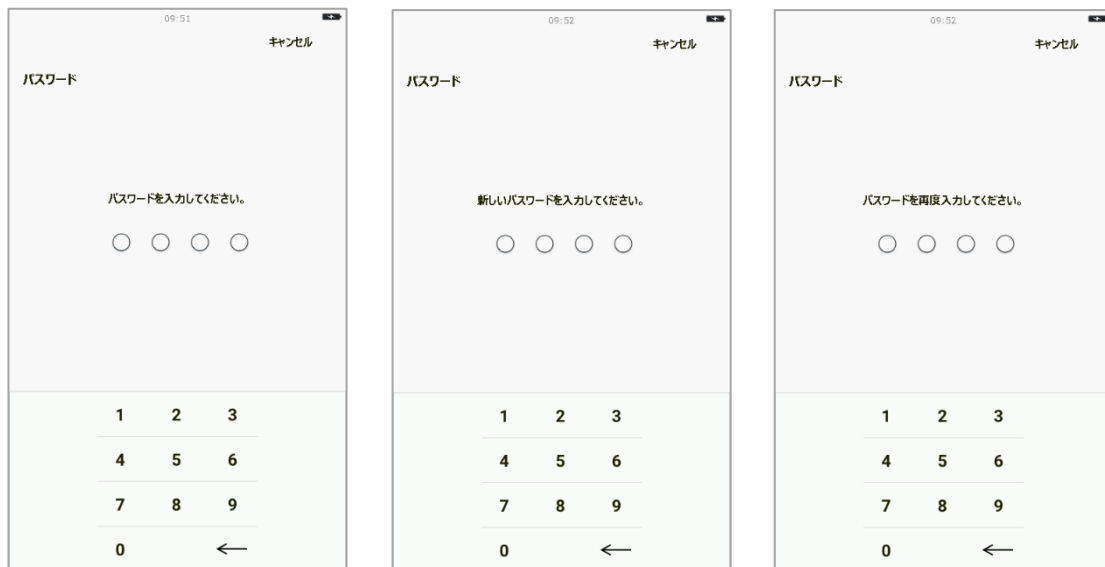 09:51
キャンセル
パスワード
パスワードを入力してください。
1 2 3
4 5 6
7 8 9
0
09:52
キャンセル
パスワード
新しいパスワードを入力してください。
1 2 3
4 5 6
7 8 9
0
09:52
キャンセル
パスワード
パスワードを再度入力してください。
1 2 3
4 5 6
7 8 9
0